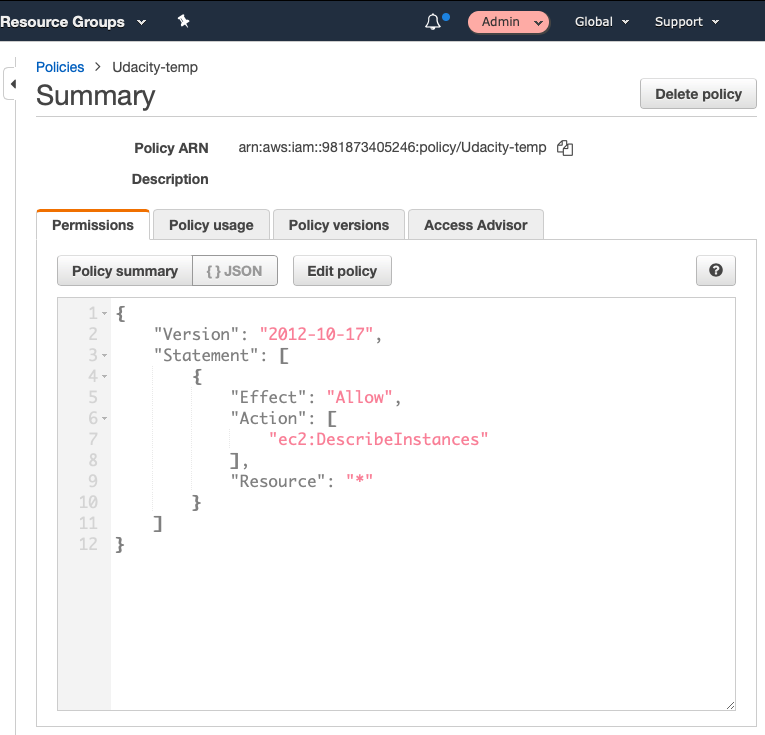 Resource Groups Admin Global Support
Policies > Udacity-temp
Summary
Delete policy
Policy ARN arn:aws:iam::981873405246:policy/Udacity-temp
Description
Permissions Policy usage Policy versions Access Advisor
Policy summary { } JSON Edit policy ?
1 {
2 "Version": "2012-10-17",
3 "Statement": [
4 {
5 "Effect": "Allow",
6 "Action": [
7 "ec2:DescribeInstances"
8 ],
9 "Resource": "*"
10 }
11 ]
12 }